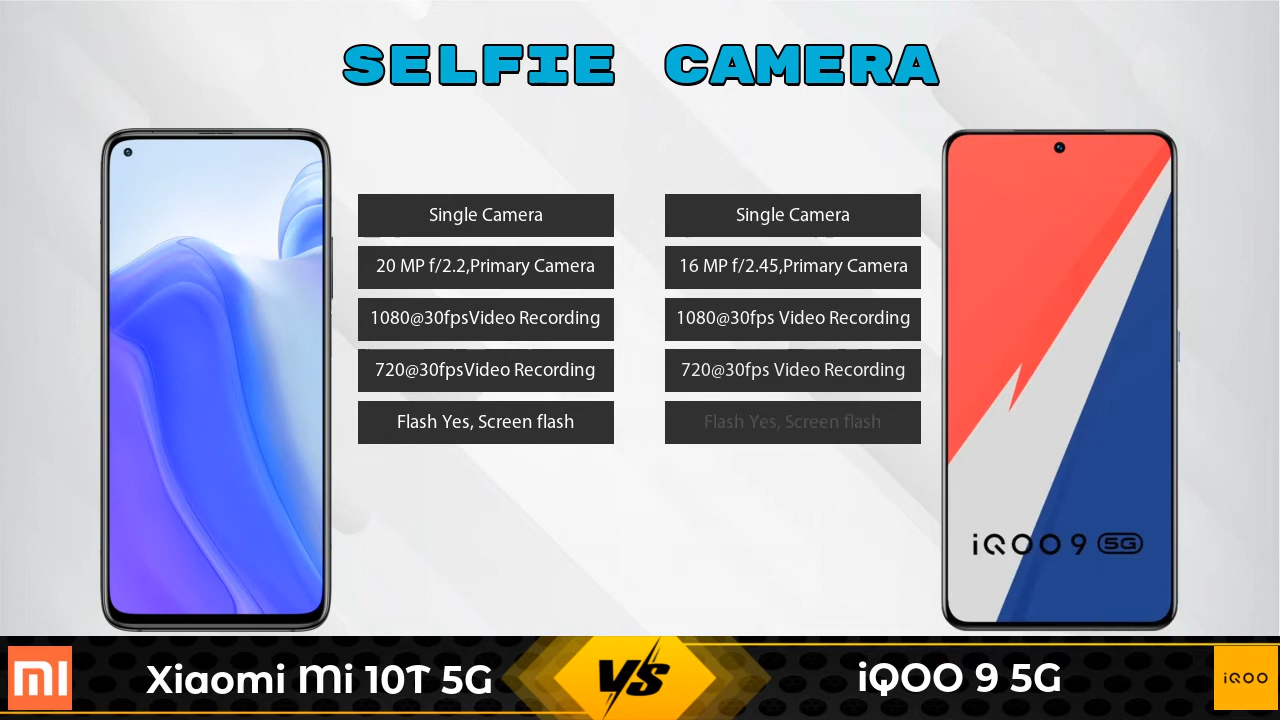 SELFIE CAMERA
Single Camera
20 MP f/2.2,Primary Camera
1080@30fpsVideo Recording
720@30fpsVideo Recording
Flash Yes, Screen flash
Single Camera
16 MP f/2.45,Primary Camera
1080@30fps Video Recording
720@30fps Video Recording
Flash Yes, Screen flash
iQOO 9 5G
mi
Xiaomi Mi 10T 5G
VS
iQOO 9 5G
iQOO